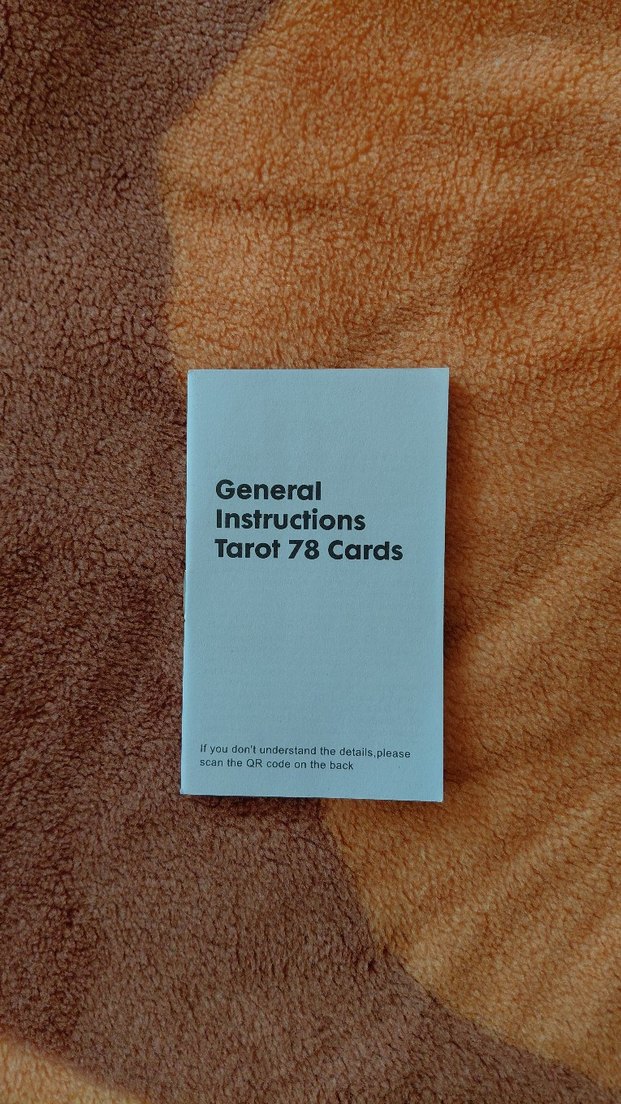 General
Instructions
Tarot 78 Cards
If you don't understand the details,please
scan the QR code on the back